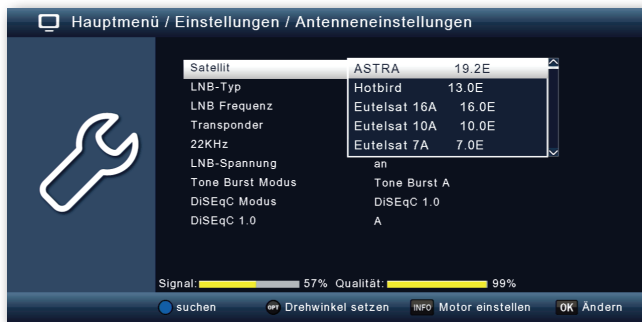 Hauptmenü / Einstellungen / Antenneneinstellungen
Satellit ASTRA 19.2E
LNB-Typ Hotbird 13.0E
LNB Frequenz Eutelsat 16A 16.0E
Transponder Eutelsat 10A 10.0E
22KHz Eutelsat 7A 7.0E
LNB-Spannung an
Tone Burst Modus Tone Burst A
DiSEqC Modus DiSEqC 1.0
DiSEqC 1.0 A
Signal: 57% Qualität: 99%
suchen OPT Drehwinkel setzen INFO Motor einstellen OK Ändern